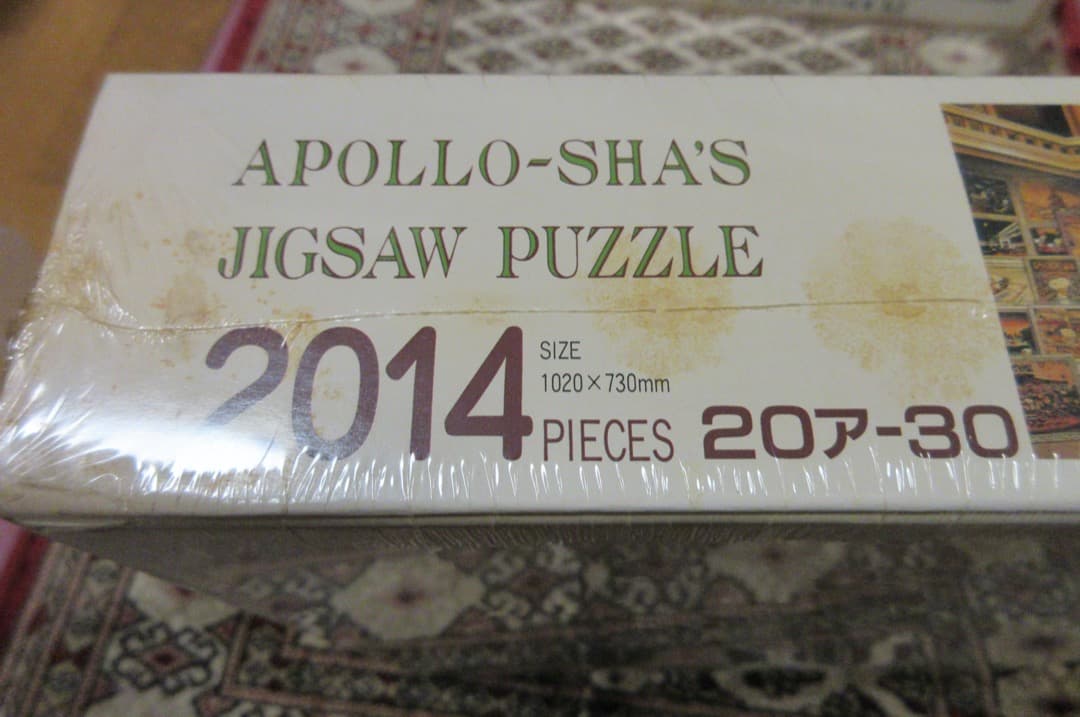 APOLLO-SHA'S
JIGSAW PUZZLE
2014 PIECES
SIZE
1020×730mm
20ア-30